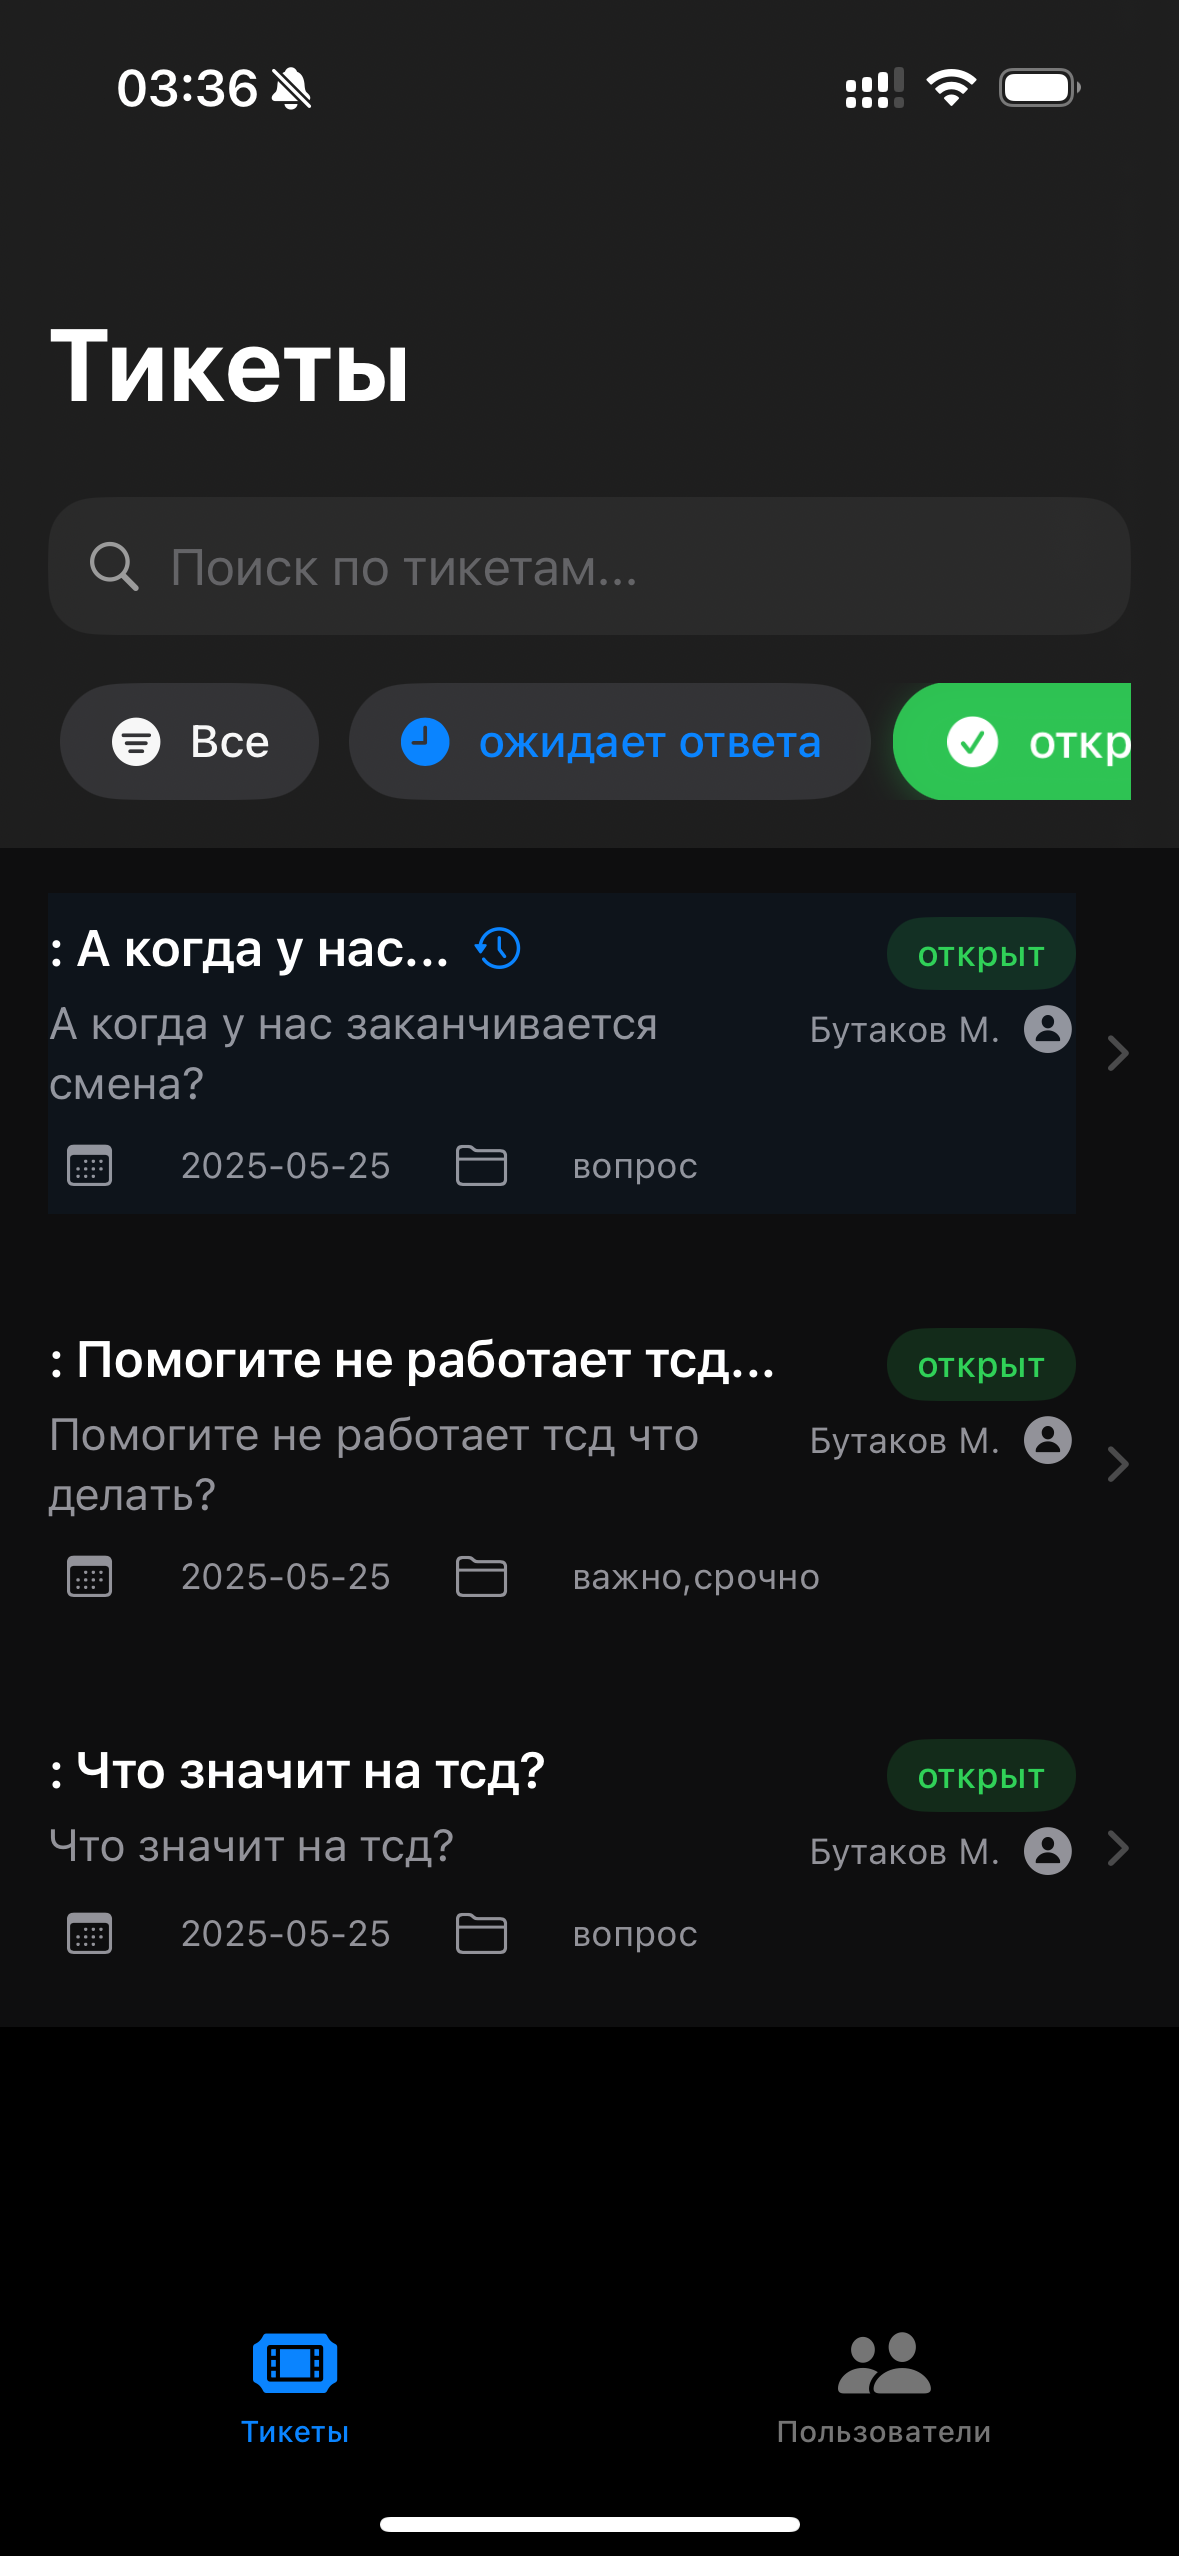 03:36
Тикеты
Поиск по тикетам...
Все
ожидает ответа
откр
: А когда у нас...
открыт
А когда у нас заканчивается
смена?
Бутаков М.
2025-05-25
вопрос
: Помогите не работает тсд...
открыт
Помогите не работает тсд что
делать?
Бутаков М.
2025-05-25
важно,срочно
: Что значит на тсд?
открыт
Что значит на тсд?
Бутаков М.
2025-05-25
вопрос
Тикеты
Пользователи